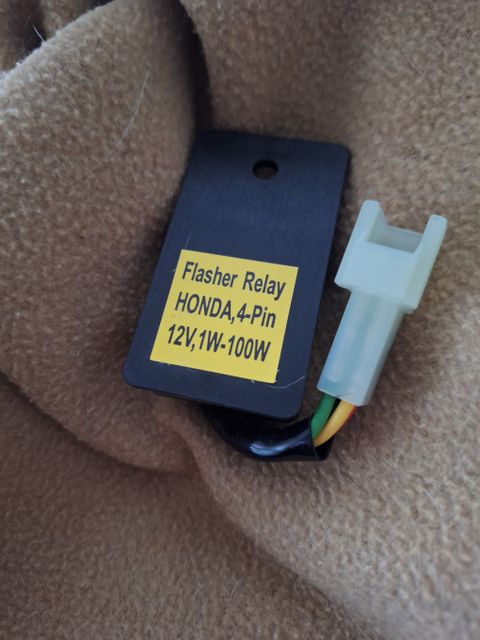 Flasher Relay
HONDA,4-Pin
12V,1W-100W